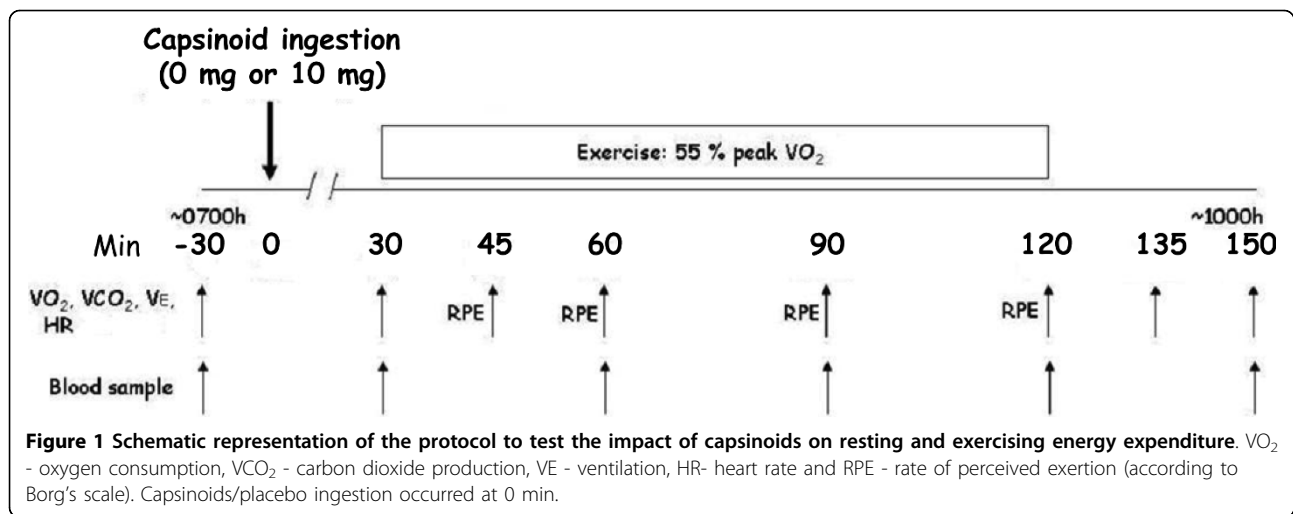 Capsinoid ingestion
(0 mg or 10 mg)
Exercise: 55 % peak VO₂
~0700h ~1000h
Min -30 0 30 45 60 90 120 135 150
VO₂, VCO₂, VE,
HR
RPE RPE RPE RPE
Blood sample
Figure 1 Schematic representation of the protocol to test the impact of capsinoids on resting and exercising energy expenditure. VO₂
- oxygen consumption, VCO₂ - carbon dioxide production, VE - ventilation, HR- heart rate and RPE - rate of perceived exertion (according to
Borg's scale). Capsinoids/placebo ingestion occurred at 0 min.